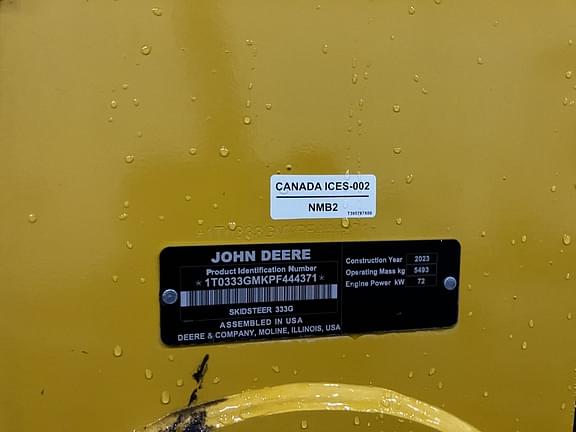 CANADA ICES-002
NMB2
JOHN DEERE
Product Identification Number
*1T0333GMKPF444371*
SKIDSTEER 333G
ASSEMBLED IN USA
DEERE & COMPANY, MOLINE, ILLINOIS, USA
Construction Year 2023
Operating Mass kg 5493
Engine Power kW 72